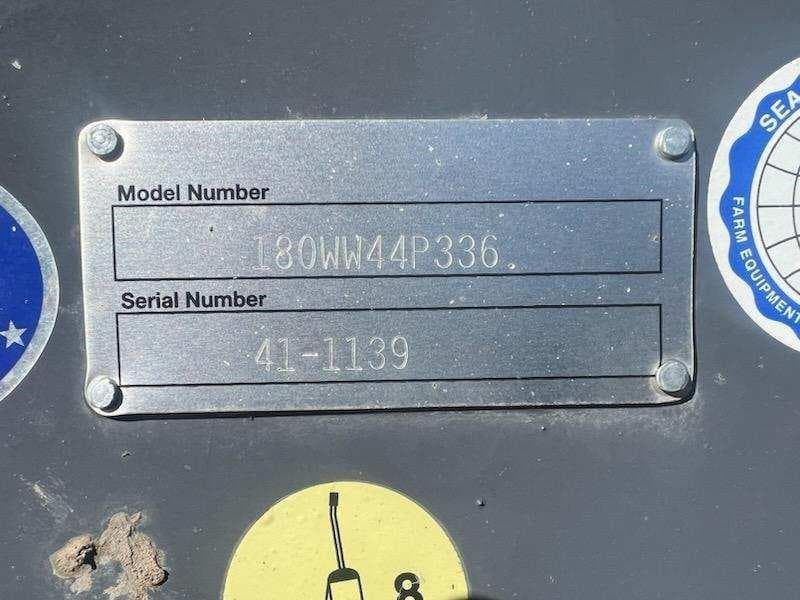 Model Number
180WW44P336.
Serial Number
41-1139
SEA
FARM EQUIPMENT
8